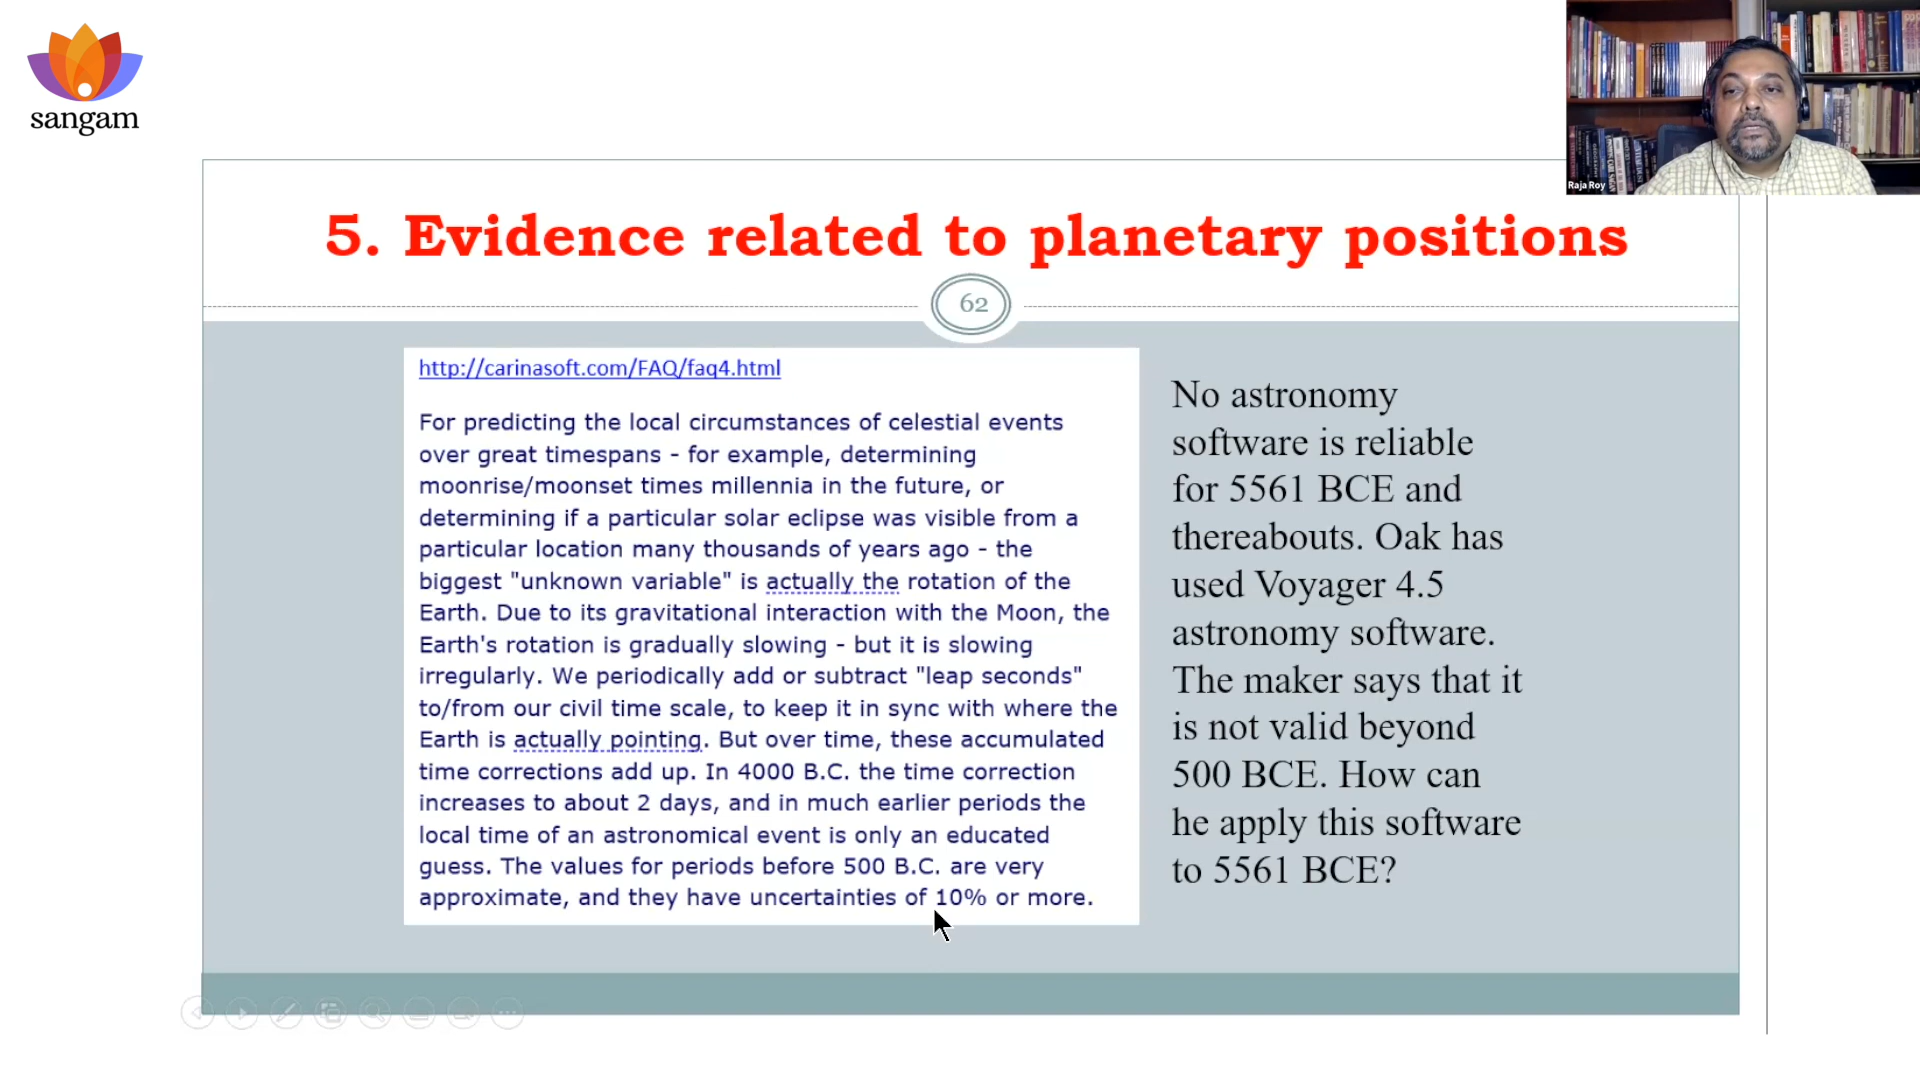 sangam
Raja Roy
5. Evidence related to planetary positions
62
http://carinasoft.com/FAQ/faq4.html
For predicting the local circumstances of celestial events
over great timespans - for example, determining
moonrise/moonset times millennia in the future, or
determining if a particular solar eclipse was visible from a
particular location many thousands of years ago - the
biggest "unknown variable" is actually the rotation of the
Earth. Due to its gravitational interaction with the Moon, the
Earth's rotation is gradually slowing - but it is slowing
irregularly. We periodically add or subtract "leap seconds"
to/from our civil time scale, to keep it in sync with where the
Earth is actually pointing. But over time, these accumulated
time corrections add up. In 4000 B.C. the time correction
increases to about 2 days, and in much earlier periods the
local time of an astronomical event is only an educated
guess. The values for periods before 500 B.C. are very
approximate, and they have uncertainties of 10% or more.
No astronomy
software is reliable
for 5561 BCE and
thereabouts. Oak has
used Voyager 4.5
astronomy software.
The maker says that it
is not valid beyond
500 BCE. How can
he apply this software
to 5561 BCE?